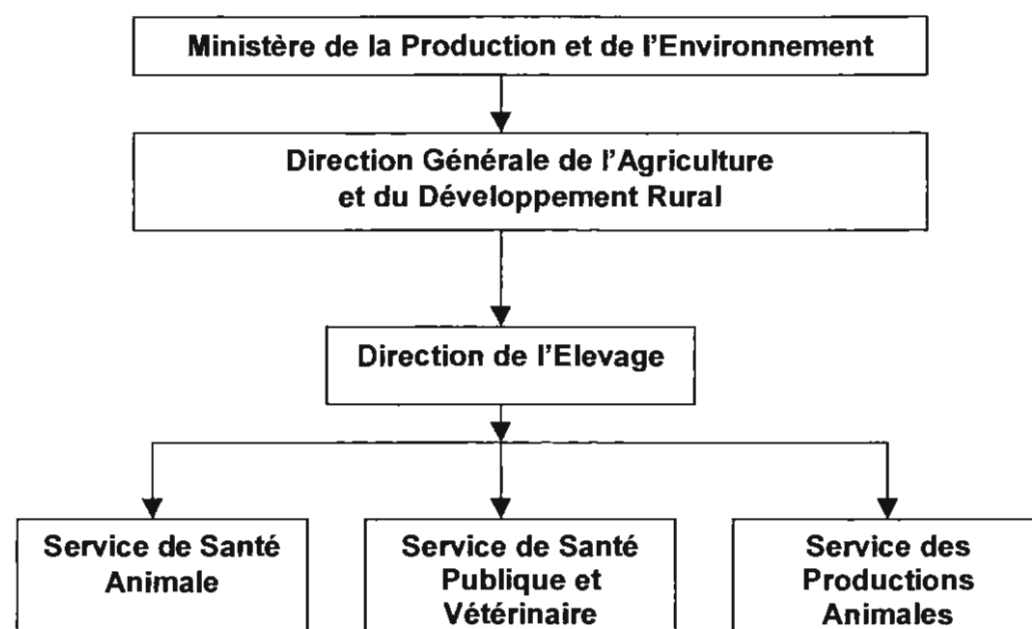 Ministère de la Production et de l'Environnement
Direction Générale de l'Agriculture
et du Développement Rural
Direction de l'Elevage
Service de Santé
Animale
Service de Santé
Publique et
Vétérinaire
Service des
Productions
Animales